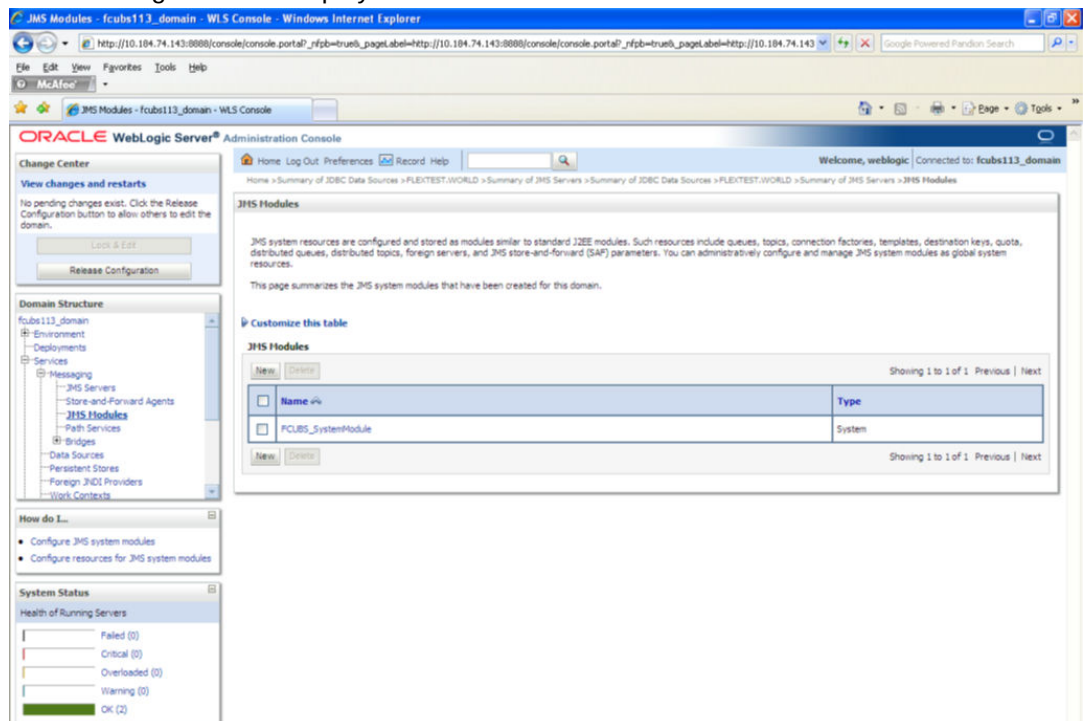 JMS Modules - fcubs113_domain - WLS Console - Windows Internet Explorer
http://10.184.74.143:8888/console/console.portal?_nfpb=true&_pageLabel=http://10.184.74.143:8888/console/console.portal?_nfpb=true&_pageLabel=http://10.184.74.143
Google Powered Pandion Search
File Edit View Favorites Tools Help
McAfee
JMS Modules - fcubs113_domain - WLS Console
Page Tools
ORACLE WebLogic Server® Administration Console
Change Center
View changes and restarts
No pending changes exist. Click the Release
Configuration button to allow others to edit the
domain.
Lock & Edit
Release Configuration
Domain Structure
fcubs113_domain
Environment
Deployments
Services
Messaging
JMS Servers
Store-and-Forward Agents
JMS Modules
Path Services
Bridges
Data Sources
Persistent Stores
Foreign JNDI Providers
Work Contexts
How do I...
Configure JMS system modules
Configure resources for JMS system modules
System Status
Health of Running Servers
Failed (0)
Critical (0)
Overloaded (0)
Warning (0)
OK (2)
Home Log Out Preferences Record Help
Welcome, weblogic Connected to: fcubs113_domain
Home >Summary of JDBC Data Sources >FLEXTEST.WORLD >Summary of JMS Servers >Summary of JDBC Data Sources >FLEXTEST.WORLD >Summary of JMS Servers >JMS Modules
JMS Modules
JMS system resources are configured and stored as modules similar to standard J2EE modules. Such resources include queues, topics, connection factories, templates, destination keys, quota,
distributed queues, distributed topics, foreign servers, and JMS store-and-forward (SAF) parameters. You can administratively configure and manage JMS system modules as global system
resources.
This page summarizes the JMS system modules that have been created for this domain.
Customize this table
JMS Modules
New Delete Showing 1 to 1 of 1 Previous | Next
Name Type
FCUBS_SystemModule System
New Delete Showing 1 to 1 of 1 Previous | Next